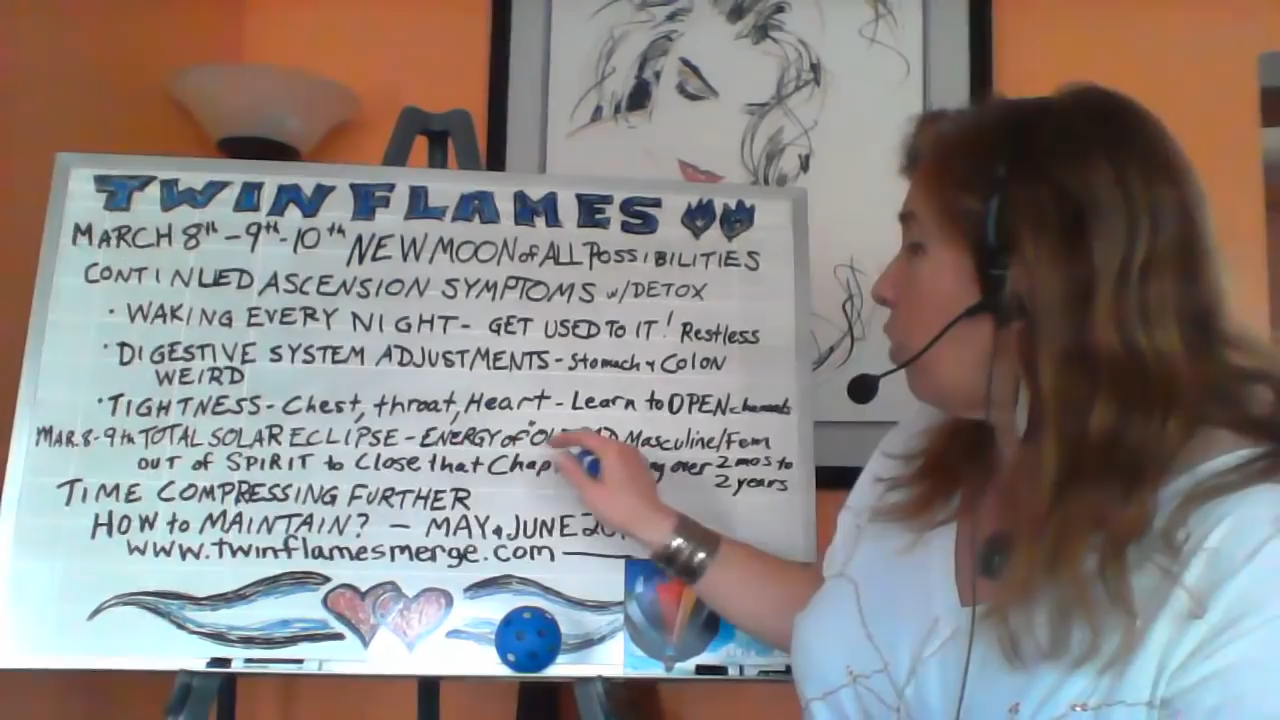 TWIN FLAMES
MARCH 8th-9th-10th NEW MOON of ALL POSSIBILITIES
CONTINUED ASCENSION SYMPTOMS w/DETOX
• WAKING EVERY NIGHT - GET USED TO IT! Restless
• DIGESTIVE SYSTEM ADJUSTMENTS - Stomach & COLON
WEIRD
• TIGHTNESS - Chest, throat, Heart - Learn to OPEN
MAR. 8-9th TOTAL SOLAR ECLIPSE - ENERGY of Masculine/Fem
OUT of SPIRIT to Close that over 2 mos to
2 years
TIME COMPRESSING FURTHER
HOW to MAINTAIN? - MAY & JUNE
www.twinflamesmerge.com